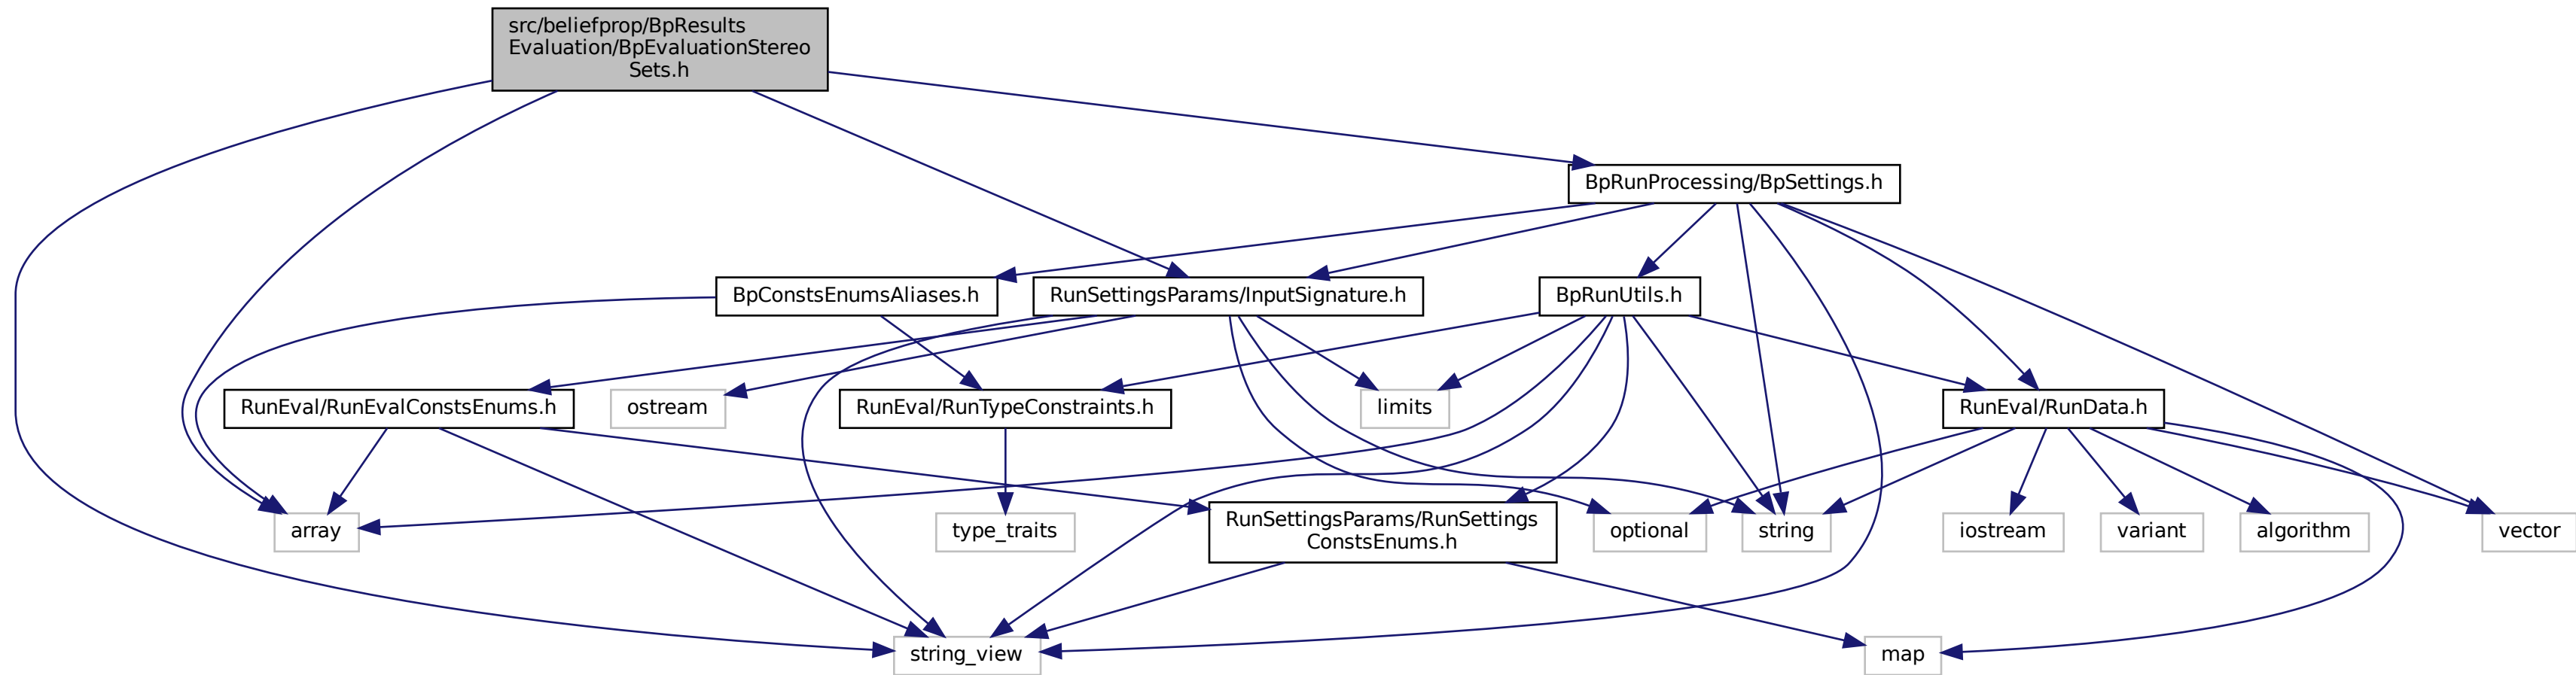 src/beliefprop/BpResults
Evaluation/BpEvaluationStereo
Sets.h
BpRunProcessing/BpSettings.h
BpConstsEnumsAliases.h
RunSettingsParams/InputSignature.h
BpRunUtils.h
RunEval/RunEvalConstsEnums.h
ostream
RunEval/RunTypeConstraints.h
limits
RunEval/RunData.h
array
type_traits
RunSettingsParams/RunSettings
ConstsEnums.h
optional
string
iostream
variant
algorithm
vector
string_view
map